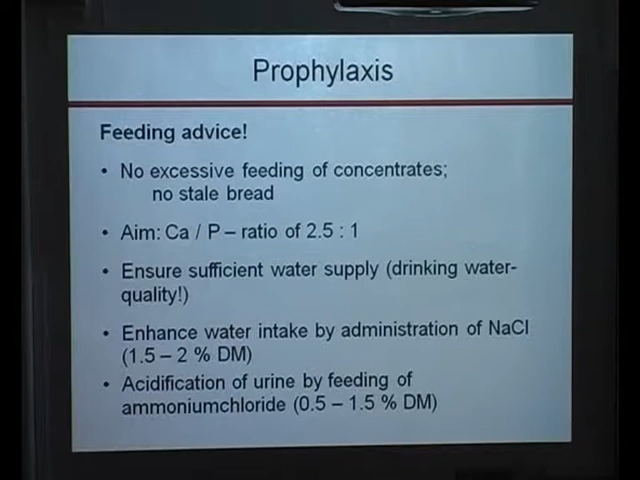 Prophylaxis
Feeding advice!
• No excessive feeding of concentrates;
no stale bread
• Aim: Ca / P – ratio of 2.5 : 1
• Ensure sufficient water supply (drinking water-
quality!)
• Enhance water intake by administration of NaCl
(1.5 – 2 % DM)
• Acidification of urine by feeding of
ammoniumchloride (0.5 – 1.5 % DM)